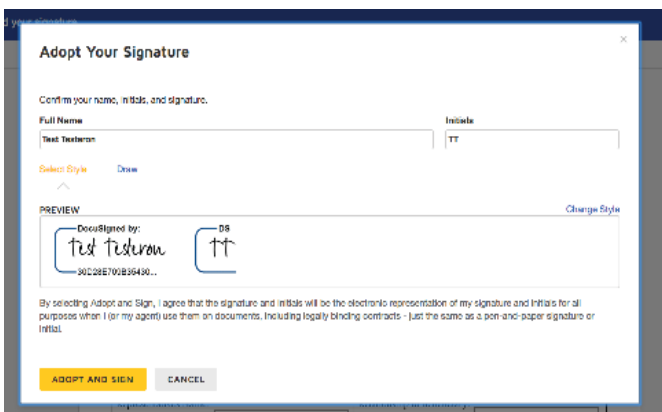 Adopt Your Signature
×
Confirm your name, initials, and signature.
Full Name
Initials
Test Testeron
TT
Select Style
Draw
PREVIEW
Change Style
DocuSigned by:
DS
Test Testeron
TT
By selecting Adopt and Sign, I agree that the signature and initials will be the electronic representation of my signature and initials for all
purposes when I (or my agent) use them on documents, including legally binding contracts - just the same as a pen-and-paper signature or
initial.
ADOPT AND SIGN
CANCEL